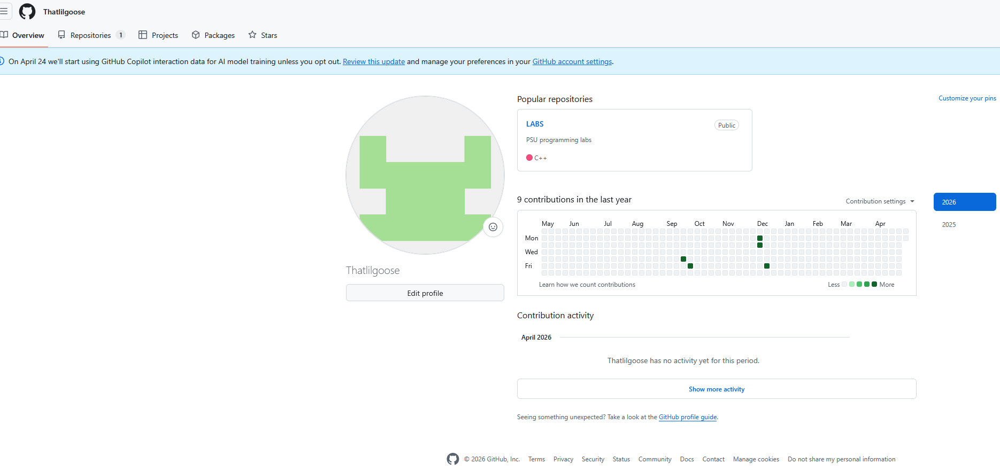 Thatlilgoose
Overview Repositories 1 Projects Packages Stars
On April 24 we'll start using GitHub Copilot interaction data for AI model training unless you opt out. Review this update and manage your preferences in your GitHub account settings.
Thatlilgoose
Edit profile
Popular repositories
Customize your pins
LABS Public
PSU programming labs
C++
9 contributions in the last year
Contribution settings
2026
2025
May Jun Jul Aug Sep Oct Nov Dec Jan Feb Mar Apr
Mon
Wed
Fri
Learn how we count contributions
Less More
Contribution activity
April 2026
Thatlilgoose has no activity yet for this period.
Show more activity
Seeing something unexpected? Take a look at the GitHub profile guide.
© 2026 GitHub, Inc. Terms Privacy Security Status Community Docs Contact Manage cookies Do not share my personal information